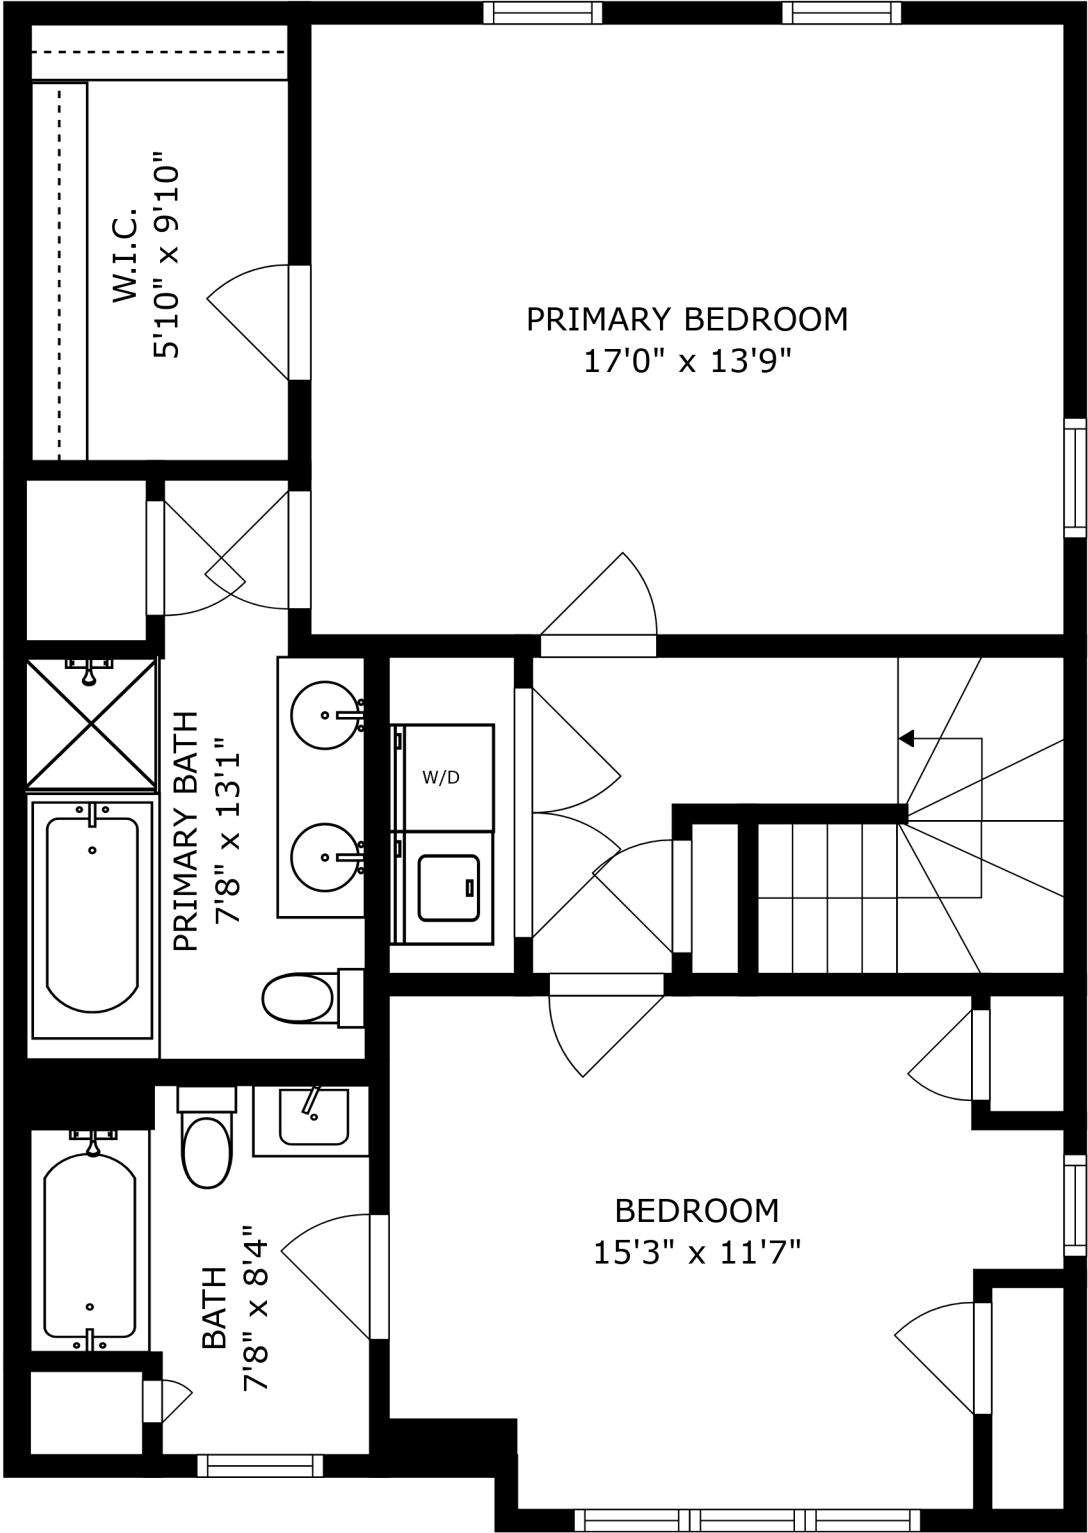 W.I.C.
5'10" x 9'10"
PRIMARY BEDROOM
17'0" x 13'9"
PRIMARY BATH
7'8" x 13'1"
W/D
BEDROOM
15'3" x 11'7"
BATH
7'8" x 8'4"